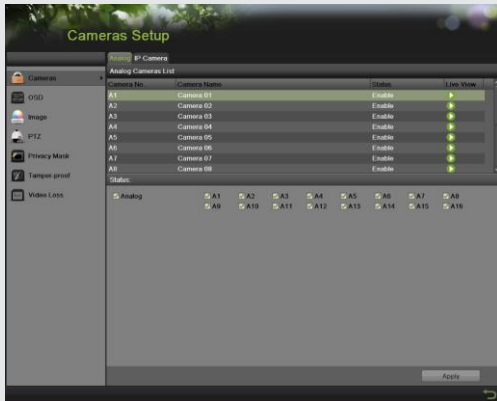 Cameras Setup
Analog IP Camera
Analog Cameras List
Camera No. Camera Name Status Live View
A1 Camera 01 Enable
A2 Camera 02 Enable
A3 Camera 03 Enable
A4 Camera 04 Enable
A5 Camera 05 Enable
A6 Camera 06 Enable
A7 Camera 07 Enable
A8 Camera 08 Enable
Cameras
OSD
Image
PTZ
Privacy Mask
Tamper-proof
Video Loss
Status:
Analog A1 A2 A3 A4 A5 A6 A7 A8
A9 A10 A11 A12 A13 A14 A15 A16
Apply